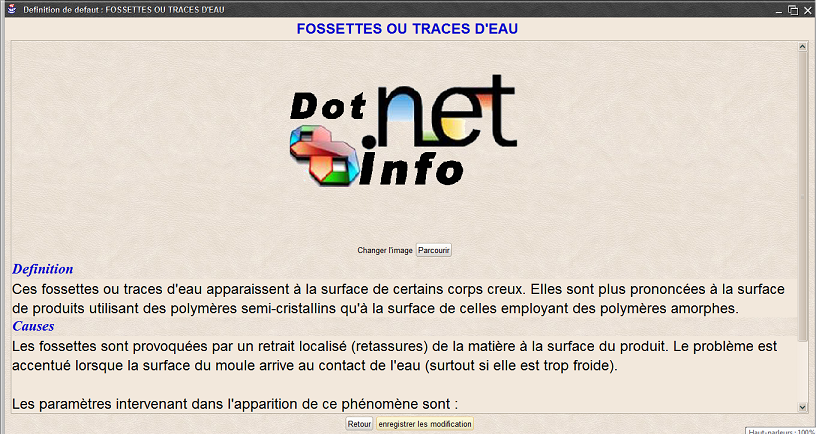 Definition de defaut : FOSSETTES OU TRACES D'EAU
FOSSETTES OU TRACES D'EAU
Dot
.net
Info
Changer l'image Parcourir
Definition
Ces fossettes ou traces d'eau apparaissent à la surface de certains corps creux. Elles sont plus prononcées à la surface
de produits utilisant des polymères semi-cristallins qu'à la surface de celles employant des polymères amorphes.
Causes
Les fossettes sont provoquées par un retrait localisé (retassures) de la matière à la surface du produit. Le problème est
accentué lorsque la surface du moule arrive au contact de l'eau (surtout si elle est trop froide).
Les paramètres intervenant dans l'apparition de ce phénomène sont :
Retour enregistrer les modification
Haut-parleurs : 100%